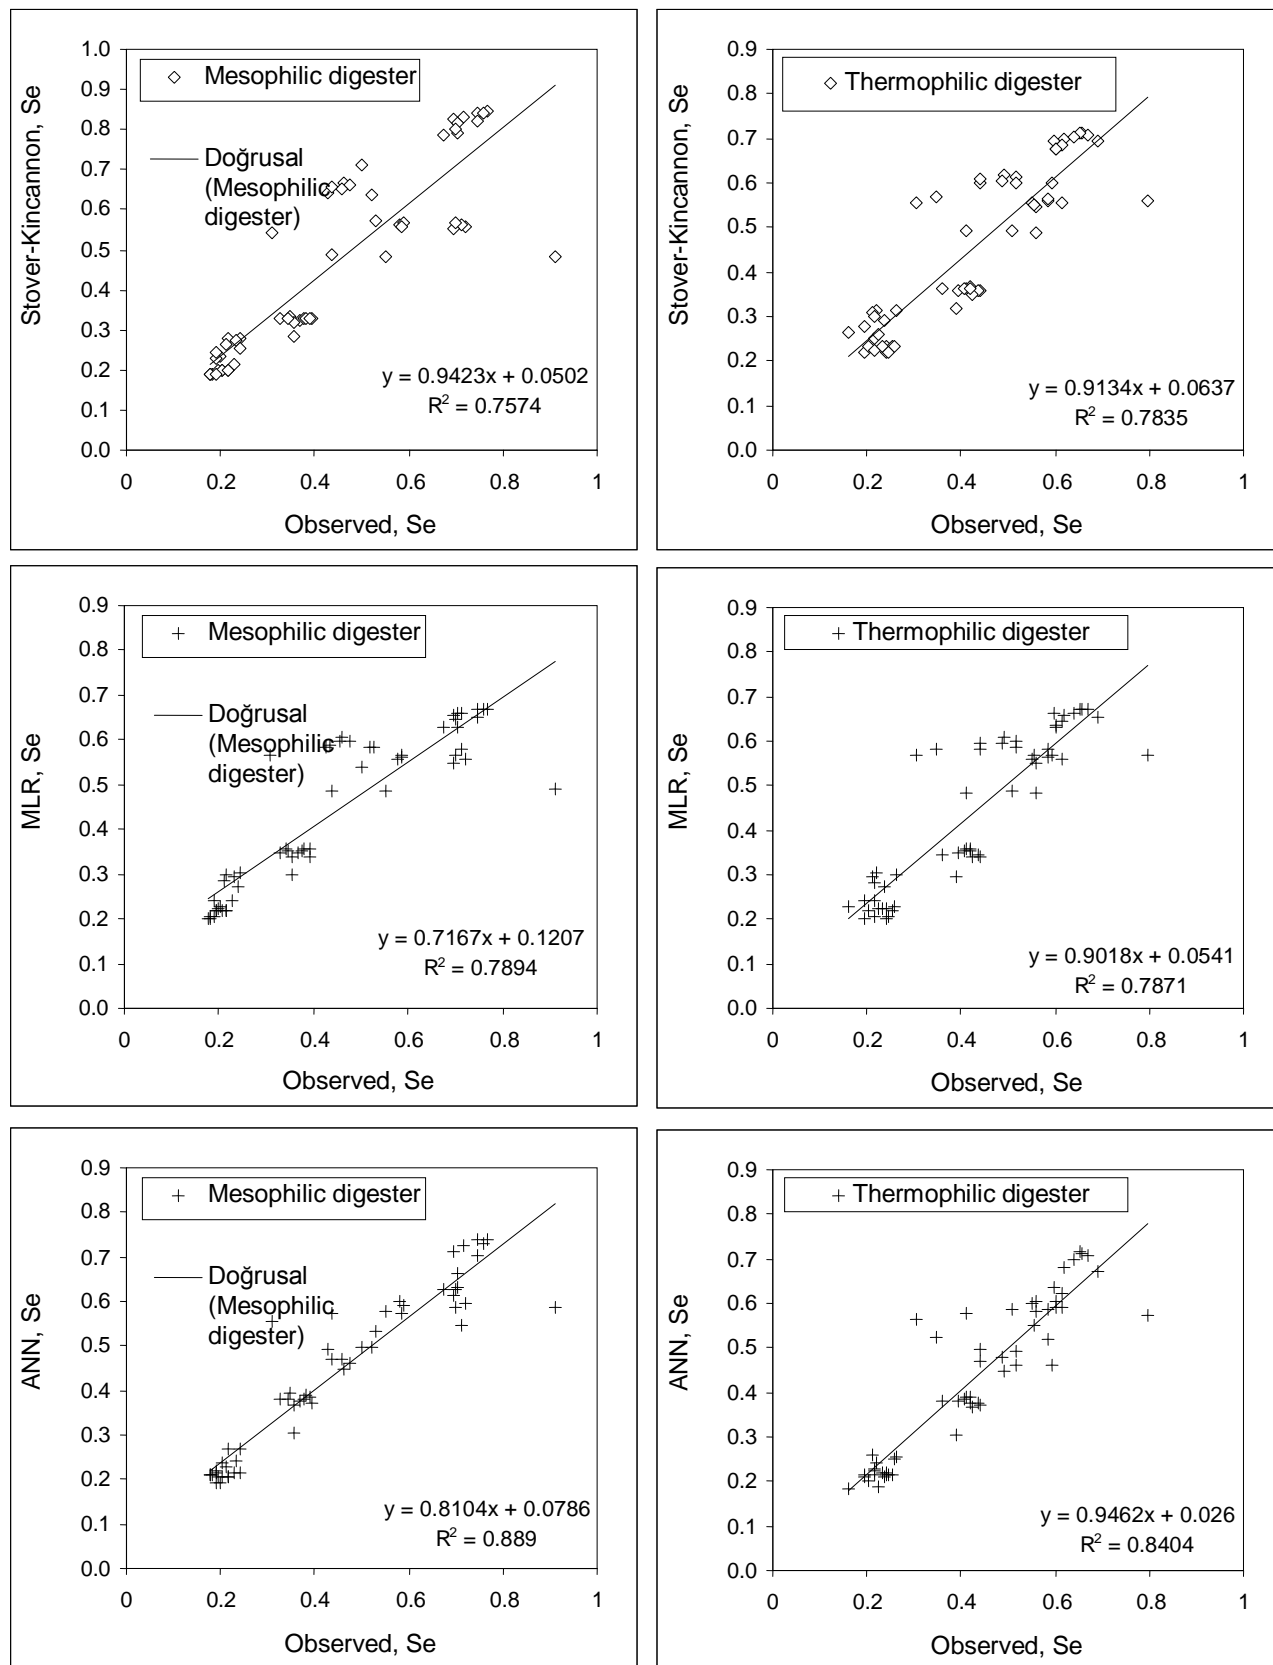 Stover-Kincannon, Se
1.0
0.9
0.8
0.7
0.6
0.5
0.4
0.3
0.2
0.1
0.0
Mesophilic digester
Doğrusal
(Mesophilic
digester)
y = 0.9423x + 0.0502
R² = 0.7574
0 0.2 0.4 0.6 0.8 1
Observed, Se
Stover-Kincannon, Se
0.9
0.8
0.7
0.6
0.5
0.4
0.3
0.2
0.1
0.0
Thermophilic digester
y = 0.9134x + 0.0637
R² = 0.7835
0 0.2 0.4 0.6 0.8 1
Observed, Se
MLR, Se
0.9
0.8
0.7
0.6
0.5
0.4
0.3
0.2
0.1
0.0
Mesophilic digester
Doğrusal
(Mesophilic
digester)
y = 0.7167x + 0.1207
R² = 0.7894
0 0.2 0.4 0.6 0.8 1
Observed, Se
MLR, Se
0.9
0.8
0.7
0.6
0.5
0.4
0.3
0.2
0.1
0.0
Thermophilic digester
y = 0.9018x + 0.0541
R² = 0.7871
0 0.2 0.4 0.6 0.8 1
Observed, Se
ANN, Se
0.9
0.8
0.7
0.6
0.5
0.4
0.3
0.2
0.1
0.0
Mesophilic digester
Doğrusal
(Mesophilic
digester)
y = 0.8104x + 0.0786
R² = 0.889
0 0.2 0.4 0.6 0.8 1
Observed, Se
ANN, Se
0.9
0.8
0.7
0.6
0.5
0.4
0.3
0.2
0.1
0.0
Thermophilic digester
y = 0.9462x + 0.026
R² = 0.8404
0 0.2 0.4 0.6 0.8 1
Observed, Se